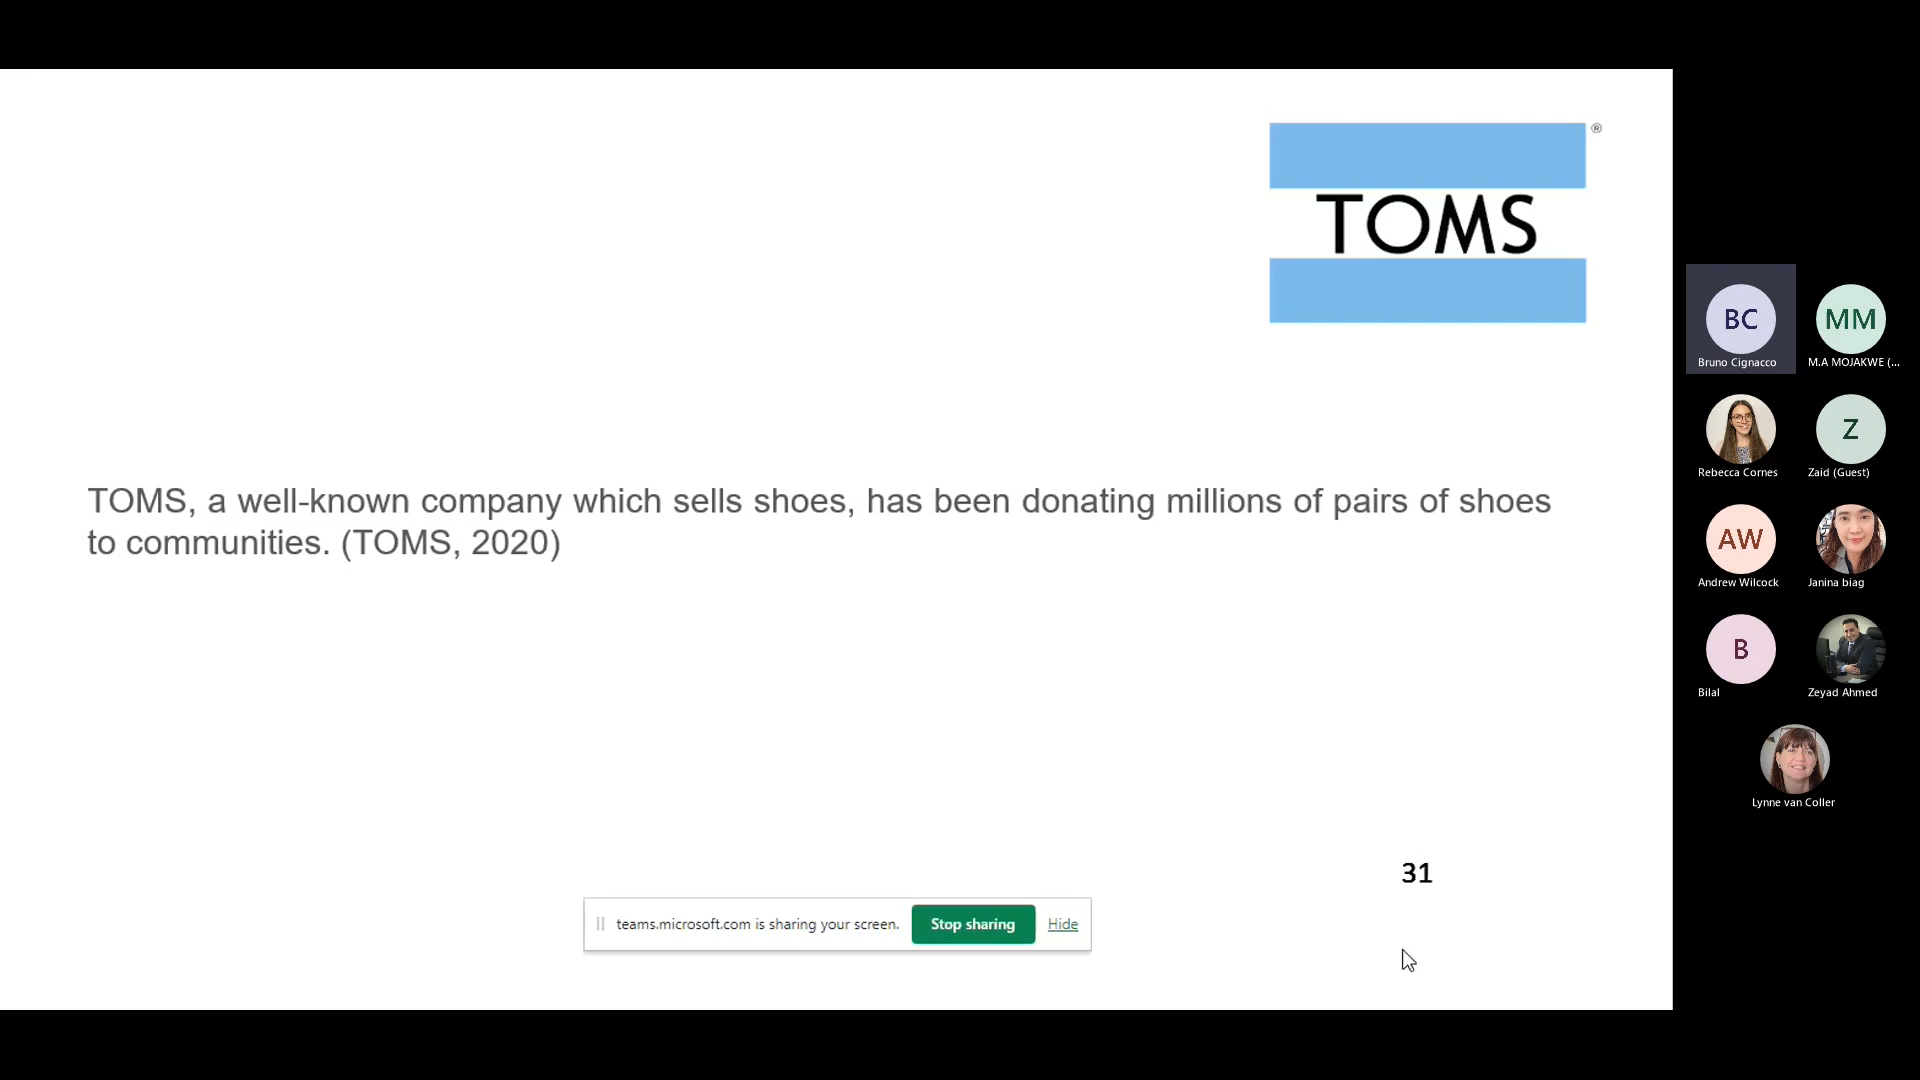 ®
TOMS
TOMS, a well-known company which sells shoes, has been donating millions of pairs of shoes
to communities. (TOMS, 2020)
31
teams.microsoft.com is sharing your screen.
Stop sharing
Hide
BC
Bruno Cignacco
MM
M.A MOJAKWE (...
Rebecca Cornes
Z
Zaid (Guest)
AW
Andrew Wilcock
Janina biag
B
Bilal
Zeyad Ahmed
Lynne van Coller